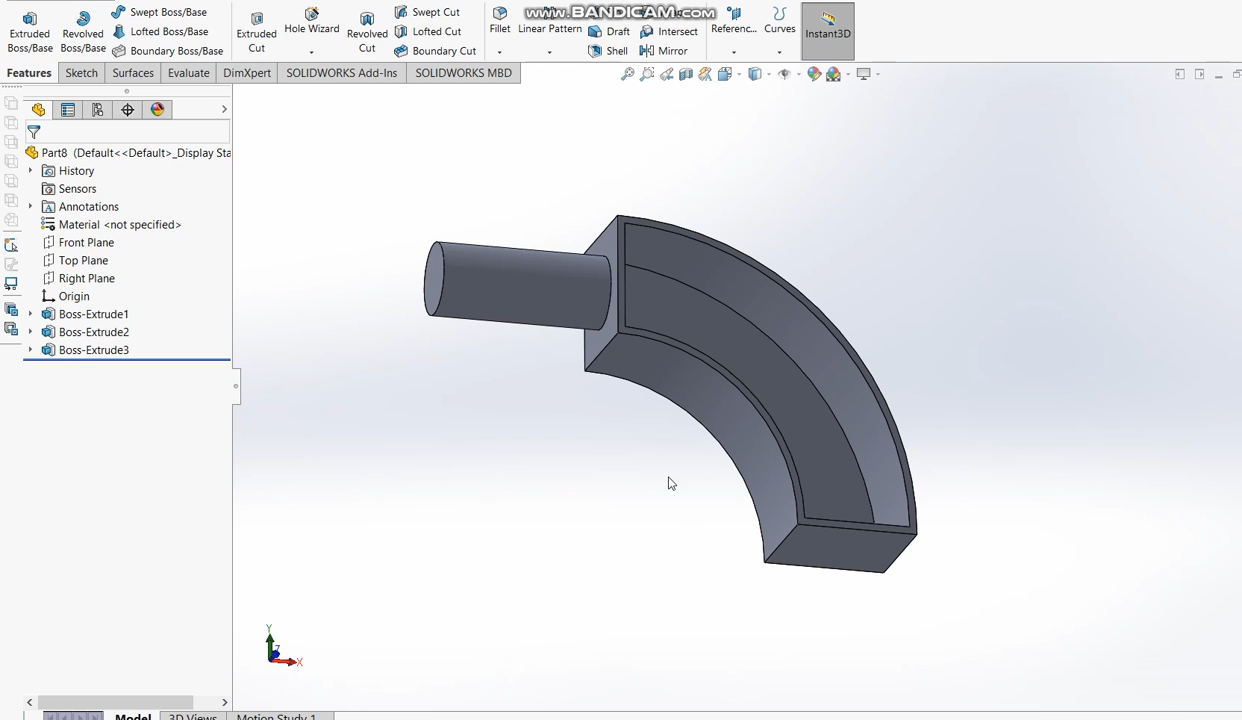 www.BANDICAM.com
Extruded Boss/Base
Revolved Boss/Base
Swept Boss/Base
Lofted Boss/Base
Boundary Boss/Base
Extruded Cut
Hole Wizard
Revolved Cut
Swept Cut
Lofted Cut
Boundary Cut
Fillet
Linear Pattern
Draft
Intersect
Shell
Mirror
Referenc...
Curves
Instant3D
Features
Sketch
Surfaces
Evaluate
DimXpert
SOLIDWORKS Add-Ins
SOLIDWORKS MBD
Part8 (Default<<Default>_Display Sta
History
Sensors
Annotations
Material <not specified>
Front Plane
Top Plane
Right Plane
Origin
Boss-Extrude1
Boss-Extrude2
Boss-Extrude3
Y
Z
X
Model
3D Views
Motion Study 1